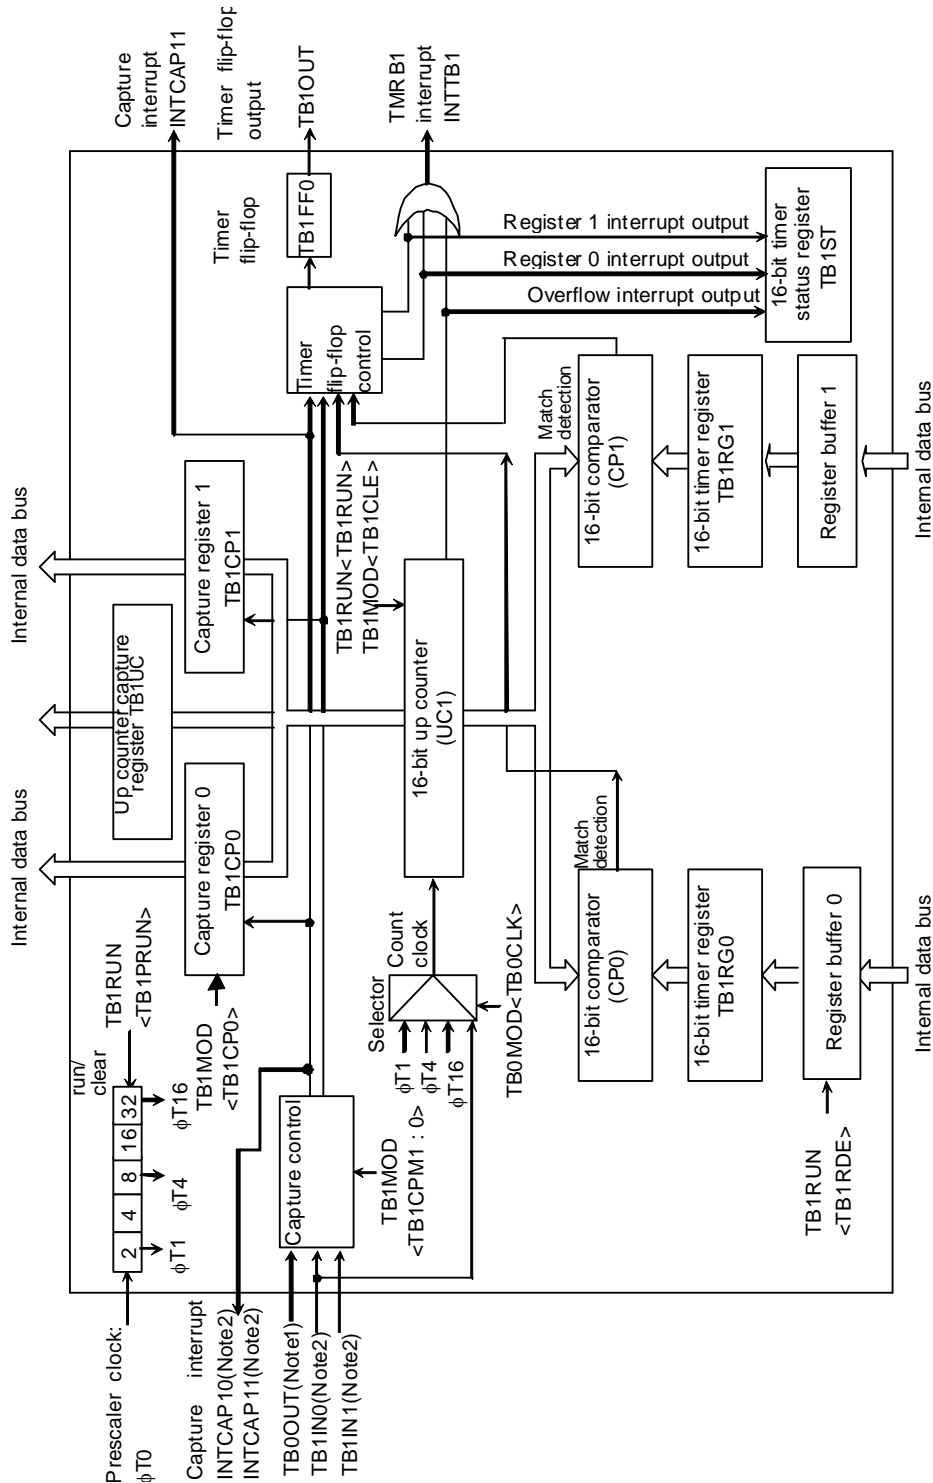 Prescaler clock:
φT0
2
4
8
16
32
φT1
φT4
φT16
run/
clear
TB1RUN
<TB1PRUN>
TB1MOD
<TB1CP0>
Internal data bus
Internal data bus
Capture register 0
TB1CP0
Up counter capture
register TB1UC
Capture register 1
TB1CP1
Capture
interrupt
INTCAP11
Timer flip-flop
output
TB1OUT
Timer
flip-flop
TB1FF0
Timer
flip-flop
control
TMRB1
interrupt
INTTB1
Capture interrupt
INTCAP10(Note2)
INTCAP11(Note2)
TB0OUT(Note1)
TB1IN0(Note2)
TB1IN1(Note2)
Capture control
TB1MOD
<TB1CPM1 : 0>
Selector
φT1
φT4
φT16
Count
clock
TB0MOD<TB0CLK>
16-bit up counter
(UC1)
TB1RUN<TB1RUN>
TB1MOD<TB1CLE>
Register 1 interrupt output
Register 0 interrupt output
Overflow interrupt output
16-bit timer
status register
TB1ST
Match
detection
16-bit comparator
(CP0)
16-bit timer register
TB1RG0
Register buffer 0
TB1RUN
<TB1RDE>
Internal data bus
Match
detection
16-bit comparator
(CP1)
16-bit timer register
TB1RG1
Register buffer 1
Internal data bus